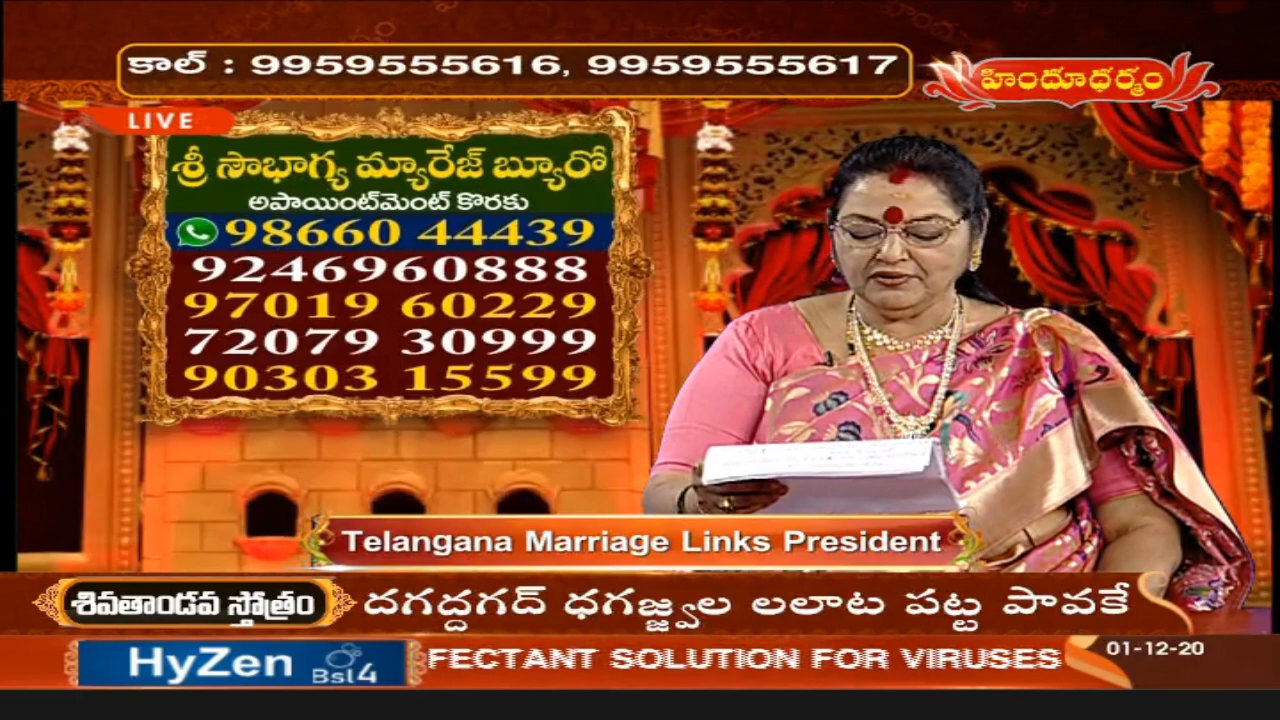 కాల్ : 9959555616, 9959555617
హిందూధర్మం
LIVE
శ్రీ సౌభాగ్య మ్యారేజ్ బ్యూరో
అపాయింట్‌మెంట్ కొరకు
98660 44439
9246960888
97019 60229
72079 30999
90303 15599
Telangana Marriage Links President
శివతాండవ స్తోత్రం దగద్దగద్ ధగజ్జ్వల లలాట పట్ట పావకే
HyZen Bsl4 FECTANT SOLUTION FOR VIRUSES 01-12-20